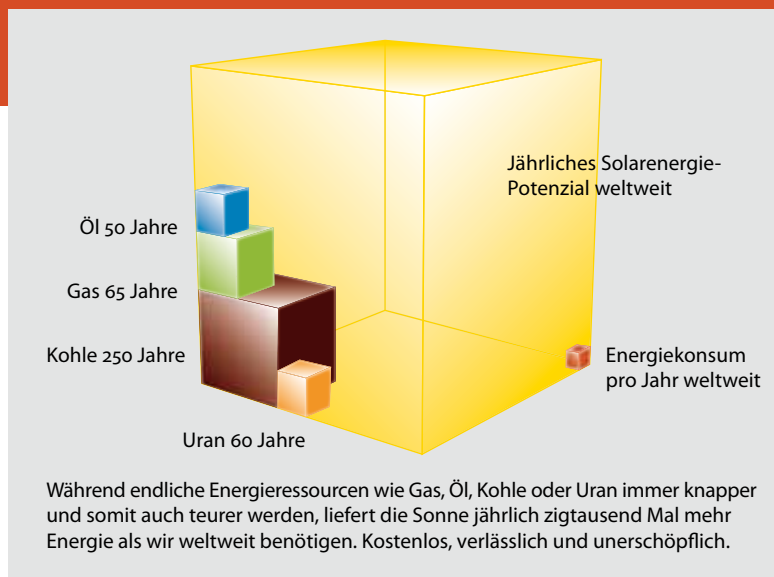 Jährliches Solarenergie-
Potenzial weltweit
Öl 50 Jahre
Gas 65 Jahre
Kohle 250 Jahre
Energiekonsum
pro Jahr weltweit
Uran 60 Jahre
Während endliche Energieressourcen wie Gas, Öl, Kohle oder Uran immer knapper
und somit auch teurer werden, liefert die Sonne jährlich zigtausend Mal mehr
Energie als wir weltweit benötigen. Kostenlos, verlässlich und unerschöpflich.